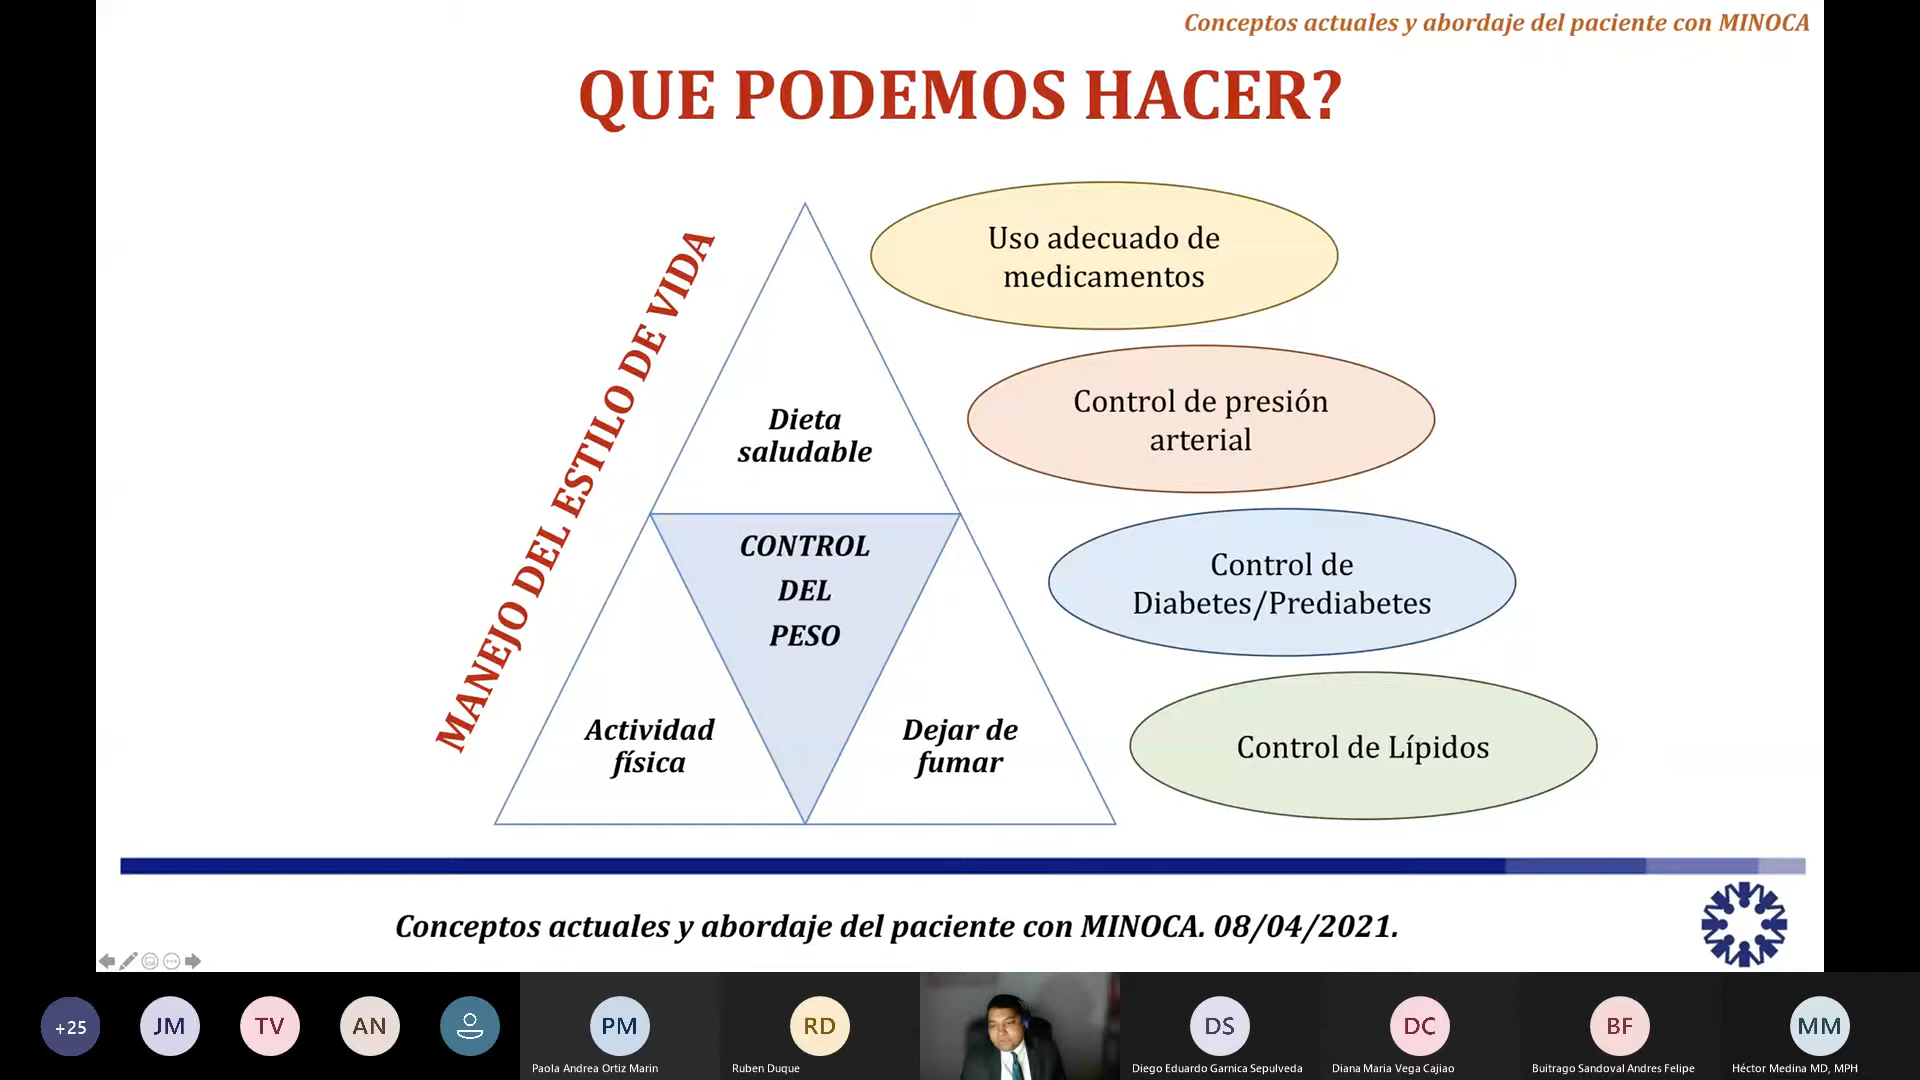 Conceptos actuales y abordaje del paciente con MINOCA
QUE PODEMOS HACER?
MANEJO DEL ESTILO DE VIDA
Dieta
saludable
CONTROL
DEL
PESO
Actividad
física
Dejar de
fumar
Uso adecuado de
medicamentos
Control de presión
arterial
Control de
Diabetes/Prediabetes
Control de Lípidos
Conceptos actuales y abordaje del paciente con MINOCA. 08/04/2021.
+25
JM
TV
AN
PM
Paola Andrea Ortiz Marin
RD
Ruben Duque
DS
Diego Eduardo Garnica Sepulveda
DC
Diana Maria Vega Cajiao
BF
Buitrago Sandoval Andres Felipe
MM
Héctor Medina MD, MPH